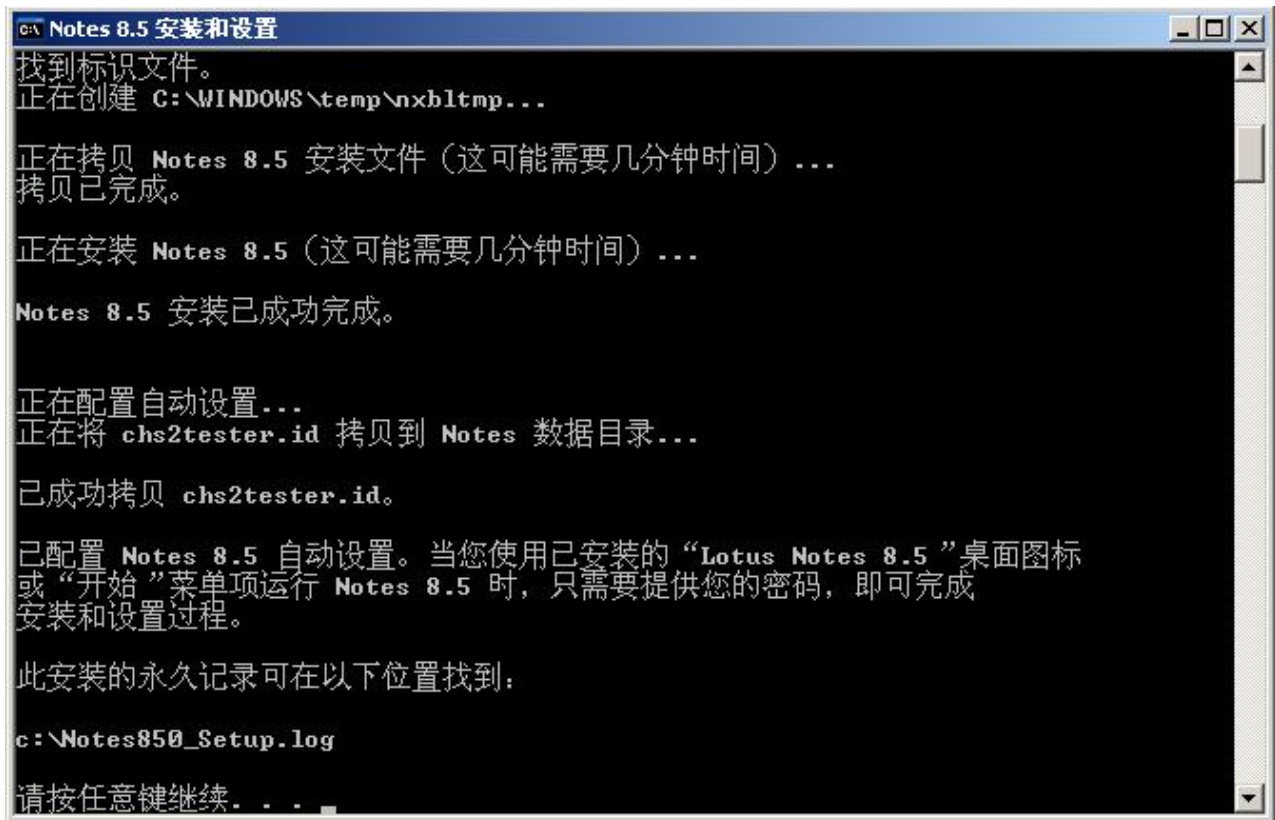 Notes 8.5 安装和设置
找到标识文件。
正在创建 C:\WINDOWS\temp\nxbltmp...
正在拷贝 Notes 8.5 安装文件（这可能需要几分钟时间）...
拷贝已完成。
正在安装 Notes 8.5（这可能需要几分钟时间）...
Notes 8.5 安装已成功完成。
正在配置自动设置...
正在将 chs2tester.id 拷贝到 Notes 数据目录...
已成功拷贝 chs2tester.id。
已配置 Notes 8.5 自动设置。当您使用已安装的“Lotus Notes 8.5”桌面图标
或“开始”菜单项运行 Notes 8.5 时，只需要提供您的密码，即可完成
安装和设置过程。
此安装的永久记录可在以下位置找到：
c:\Notes850_Setup.log
请按任意键继续. . .